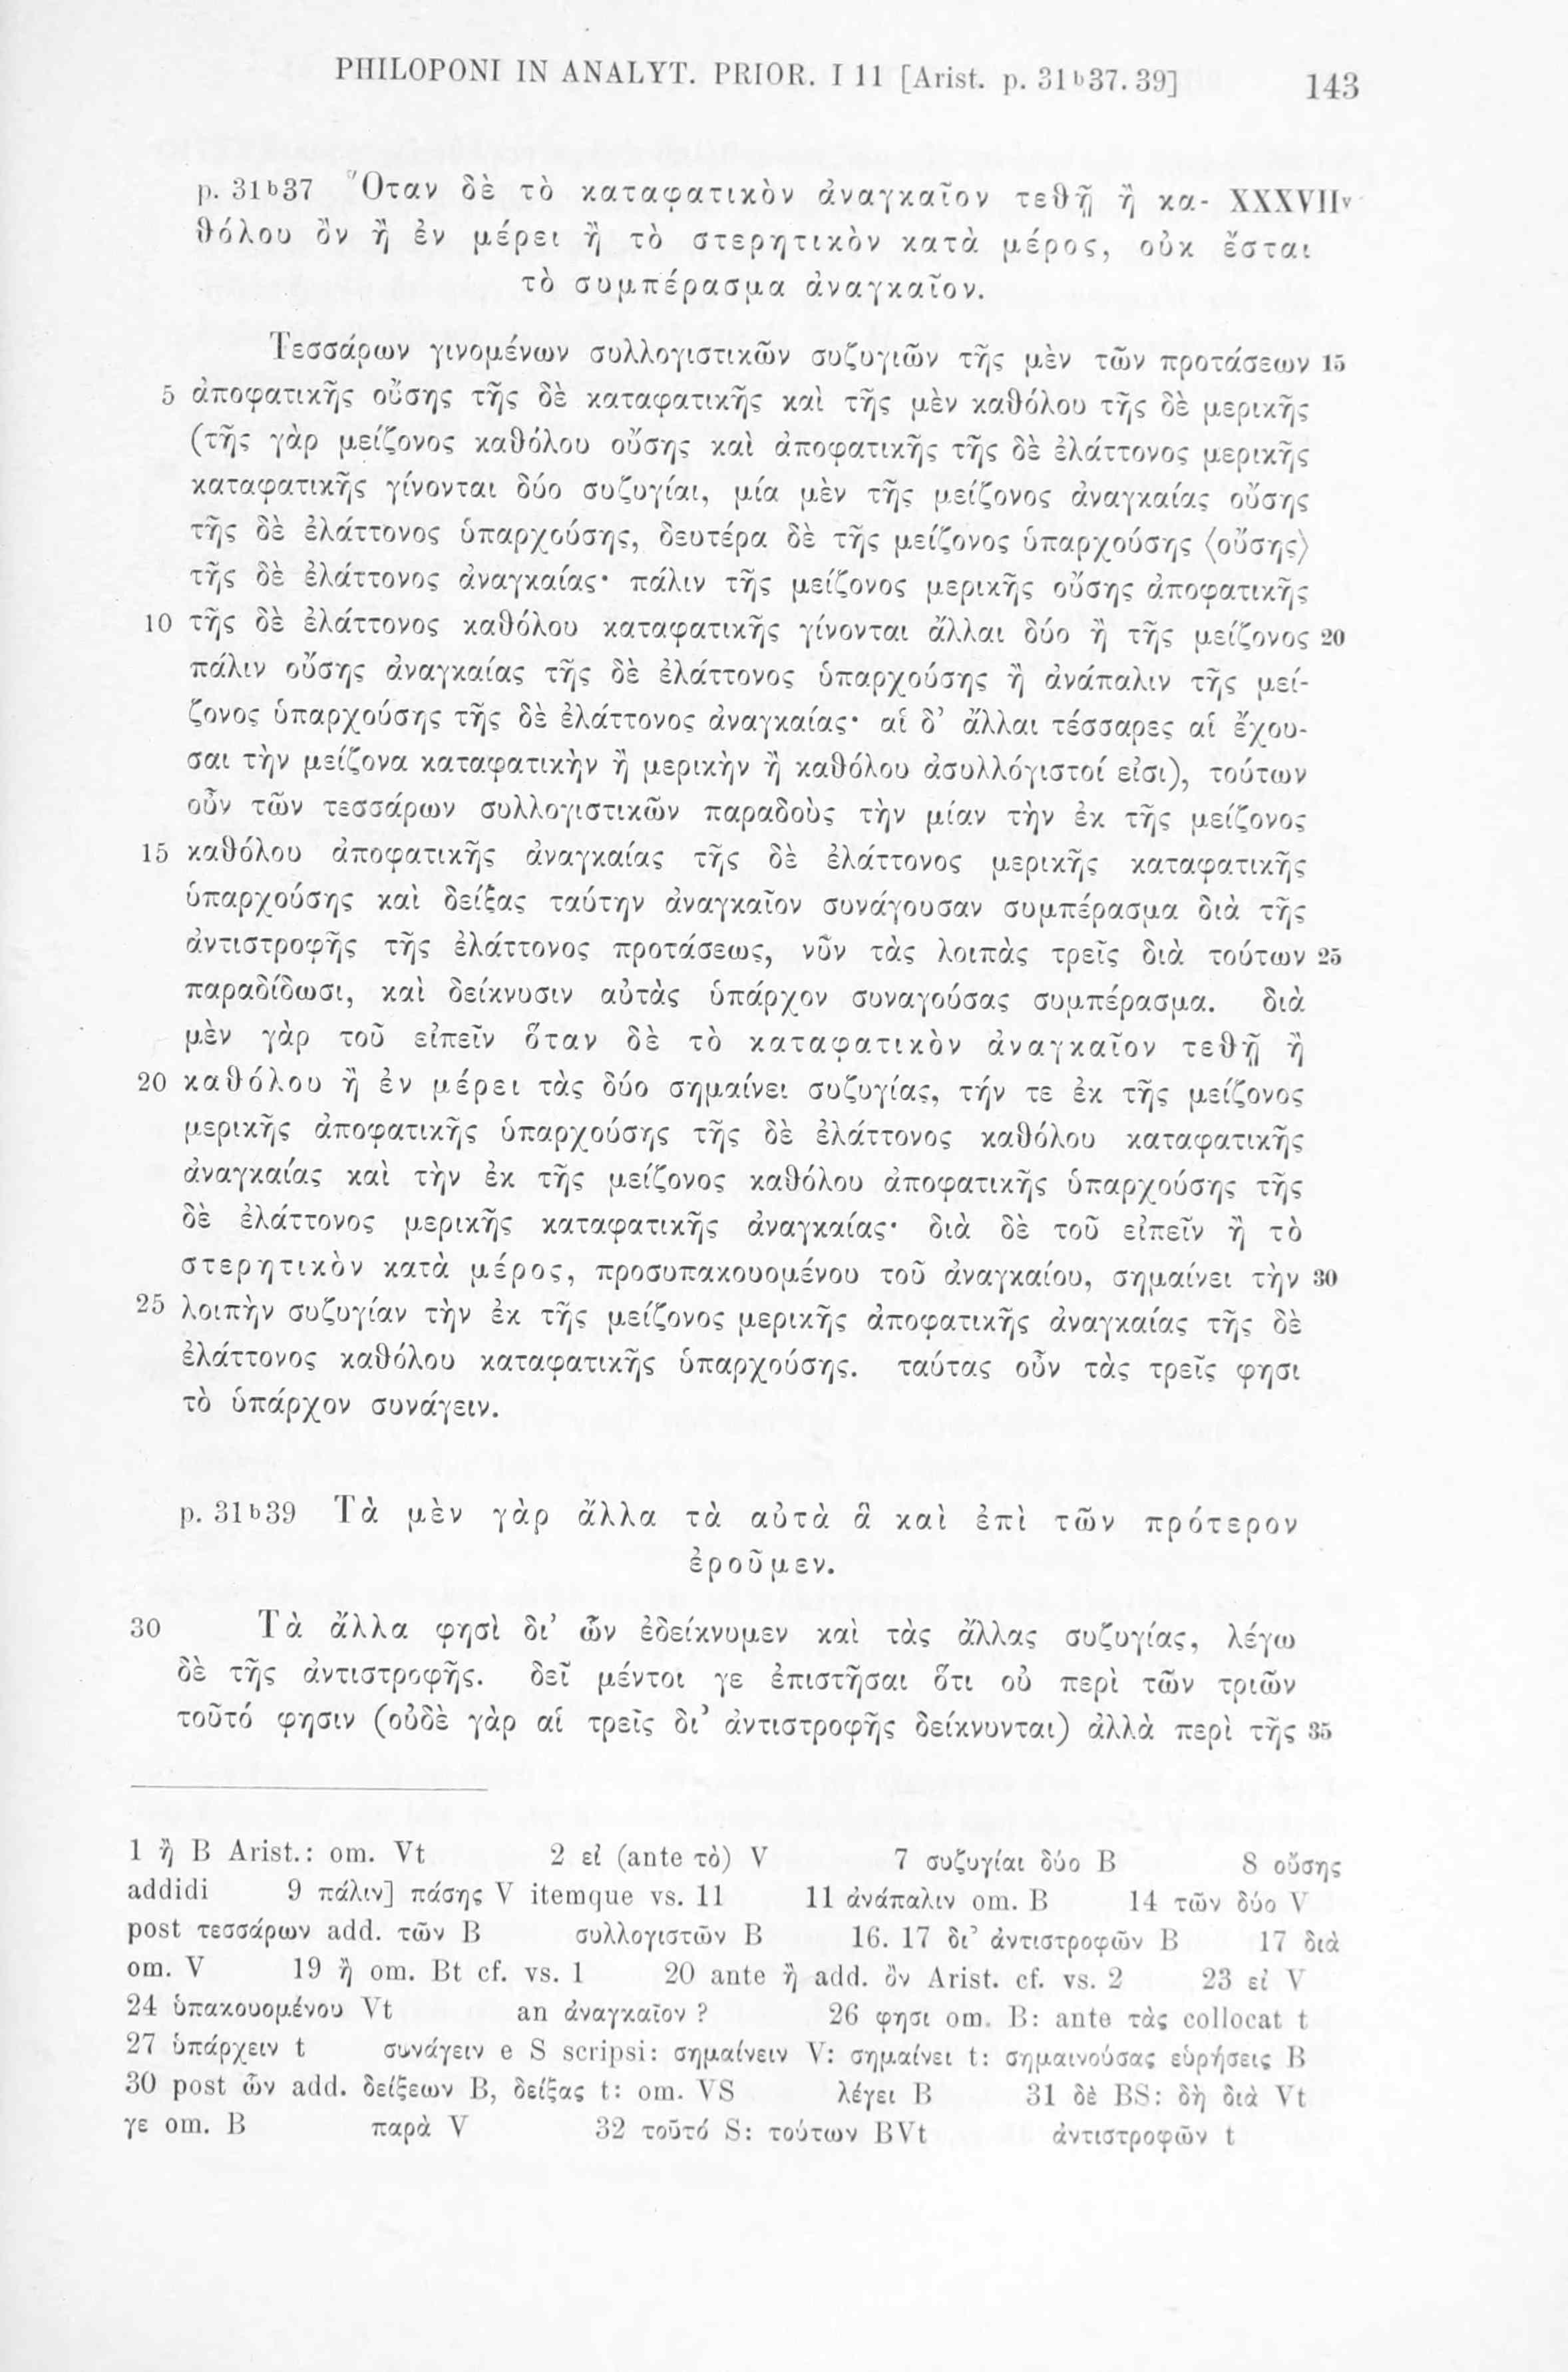 PHILOPONI IN ANALYT. PRIOR. I 11 [Arist. p. 31b37. 39] 143
p. 31b37 Ὅταν δὲ τὸ καταφατικὸν ἀναγκαῖον τεθῇ ἢ κα- XXXVIIv
θόλου ὂν ἢ ἐν μέρει ἢ τὸ στερητικὸν κατὰ μέρος, οὐκ ἔσται
τὸ συμπέρασμα ἀναγκαῖον.
Τεσσάρων γινομένων συλλογιστικῶν συζυγιῶν τῆς μὲν τῶν προτάσεων 15
5 ἀποφατικῆς οὔσης τῆς δὲ καταφατικῆς καὶ τῆς μὲν καθόλου τῆς δὲ μερικῆς
(τῆς γὰρ μείζονος καθόλου οὔσης καὶ ἀποφατικῆς τῆς δὲ ἐλάττονος μερικῆς
καταφατικῆς γίνονται δύο συζυγίαι, μία μὲν τῆς μείζονος ἀναγκαίας οὔσης
τῆς δὲ ἐλάττονος ὑπαρχούσης, δευτέρα δὲ τῆς μείζονος ὑπαρχούσης ⟨οὔσης⟩
τῆς δὲ ἐλάττονος ἀναγκαίας· πάλιν τῆς μείζονος μερικῆς οὔσης ἀποφατικῆς
10 τῆς δὲ ἐλάττονος καθόλου καταφατικῆς γίνονται ἄλλαι δύο ἢ τῆς μείζονος 20
πάλιν οὔσης ἀναγκαίας τῆς δὲ ἐλάττονος ὑπαρχούσης ἢ ἀνάπαλιν τῆς μεί-
ζονος ὑπαρχούσης τῆς δὲ ἐλάττονος ἀναγκαίας· αἱ δ’ ἄλλαι τέσσαρες αἱ ἔχου-
σαι τὴν μείζονα καταφατικὴν ἢ μερικὴν ἢ καθόλου ἀσυλλόγιστοί εἰσι), τούτων
οὖν τῶν τεσσάρων συλλογιστικῶν παραδοὺς τὴν μίαν τὴν ἐκ τῆς μείζονος
15 καθόλου ἀποφατικῆς ἀναγκαίας τῆς δὲ ἐλάττονος μερικῆς καταφατικῆς
ὑπαρχούσης καὶ δείξας ταύτην ἀναγκαῖον συνάγουσαν συμπέρασμα διὰ τῆς
ἀντιστροφῆς τῆς ἐλάττονος προτάσεως, νῦν τὰς λοιπὰς τρεῖς διὰ τούτων 25
παραδίδωσι, καὶ δείκνυσιν αὐτὰς ὑπάρχον συναγούσας συμπέρασμα. διὰ
μὲν γὰρ τοῦ εἰπεῖν ὅταν δὲ τὸ καταφατικὸν ἀναγκαῖον τεθῇ ἢ
20 καθόλου ἢ ἐν μέρει τὰς δύο σημαίνει συζυγίας, τήν τε ἐκ τῆς μείζονος
μερικῆς ἀποφατικῆς ὑπαρχούσης τῆς δὲ ἐλάττονος καθόλου καταφατικῆς
ἀναγκαίας καὶ τὴν ἐκ τῆς μείζονος καθόλου ἀποφατικῆς ὑπαρχούσης τῆς
δὲ ἐλάττονος μερικῆς καταφατικῆς ἀναγκαίας· διὰ δὲ τοῦ εἰπεῖν ἢ τὸ
στερητικὸν κατὰ μέρος, προσυπακουομένου τοῦ ἀναγκαίου, σημαίνει τὴν 30
25 λοιπὴν συζυγίαν τὴν ἐκ τῆς μείζονος μερικῆς ἀποφατικῆς ἀναγκαίας τῆς δὲ
ἐλάττονος καθόλου καταφατικῆς ὑπαρχούσης. ταύτας οὖν τὰς τρεῖς φησι
τὸ ὑπάρχον συνάγειν.
p. 31b39 Τὰ μὲν γὰρ ἄλλα τὰ αὐτὰ ἃ καὶ ἐπὶ τῶν πρότερον
ἐροῦμεν.
30 Τὰ ἄλλα φησὶ δι’ ὧν ἐδείκνυμεν καὶ τὰς ἄλλας συζυγίας, λέγω
δὲ τῆς ἀντιστροφῆς. δεῖ μέντοι γε ἐπιστῆσαι ὅτι οὐ περὶ τῶν τριῶν
τοῦτό φησιν (οὐδὲ γὰρ αἱ τρεῖς δι’ ἀντιστροφῆς δείκνυνται) ἀλλὰ περὶ τῆς 35
1 ἢ B Arist.: om. Vt 2 εἰ (ante τὸ) V 7 συζυγίαι δύο B 8 οὔσης
addidi 9 πάλιν] πάσης V itemque vs. 11 11 ἀνάπαλιν om. B 14 τῶν δύο V
post τεσσάρων add. τῶν B συλλογιστῶν B 16. 17 δι’ ἀντιστροφῶν B 17 διὰ
om. V 19 ἢ om. Bt cf. vs. 1 20 ante ἢ add. ὂν Arist. cf. vs. 2 23 εἰ V
24 ὑπακουομένου Vt an ἀναγκαῖον ? 26 φησι om. B: ante τὰς collocat t
27 ὑπάρχειν t συνάγειν e S scripsi: σημαίνειν V: σημαίνει t: σημαινούσας εὑρήσεις B
30 post ὧν add. δείξεων B, δείξας t: om. VS λέγει B 31 δὲ BS: δὴ διὰ Vt
γε om. B παρὰ V 32 τοῦτό S: τούτων BVt ἀντιστροφῶν t